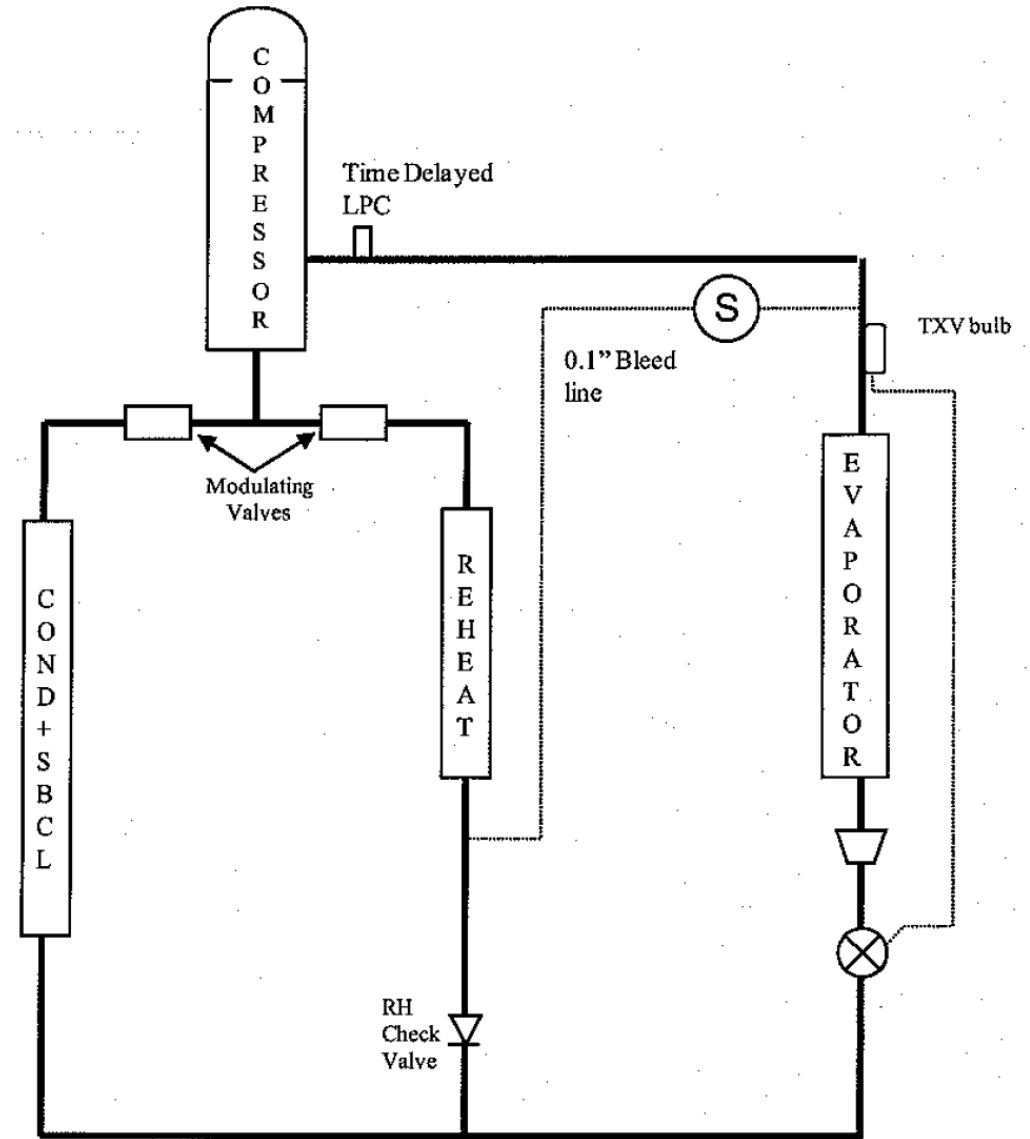 COMPRESSOR
Time Delayed
LPC
S
TXV bulb
0.1” Bleed
line
Modulating
Valves
EVAPORATOR
REHEAT
COND+SBCL
RH
Check
Valve